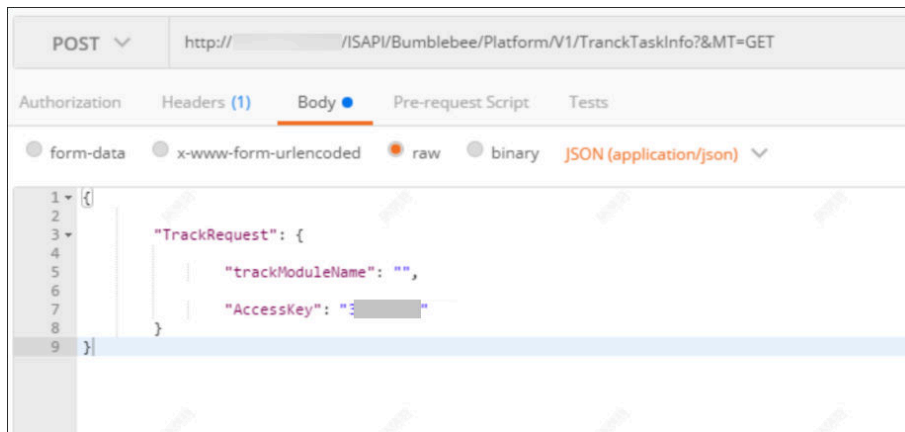 POST http:// /ISAPI/Bumblebee/Platform/V1/TranckTaskInfo?&MT=GET
Authorization Headers (1) Body Pre-request Script Tests
form-data x-www-form-urlencoded raw binary JSON (application/json)
1 {
2
3 "TrackRequest": {
4
5 "trackModuleName": "",
6
7 "AccessKey": "3 "
8 }
9 }